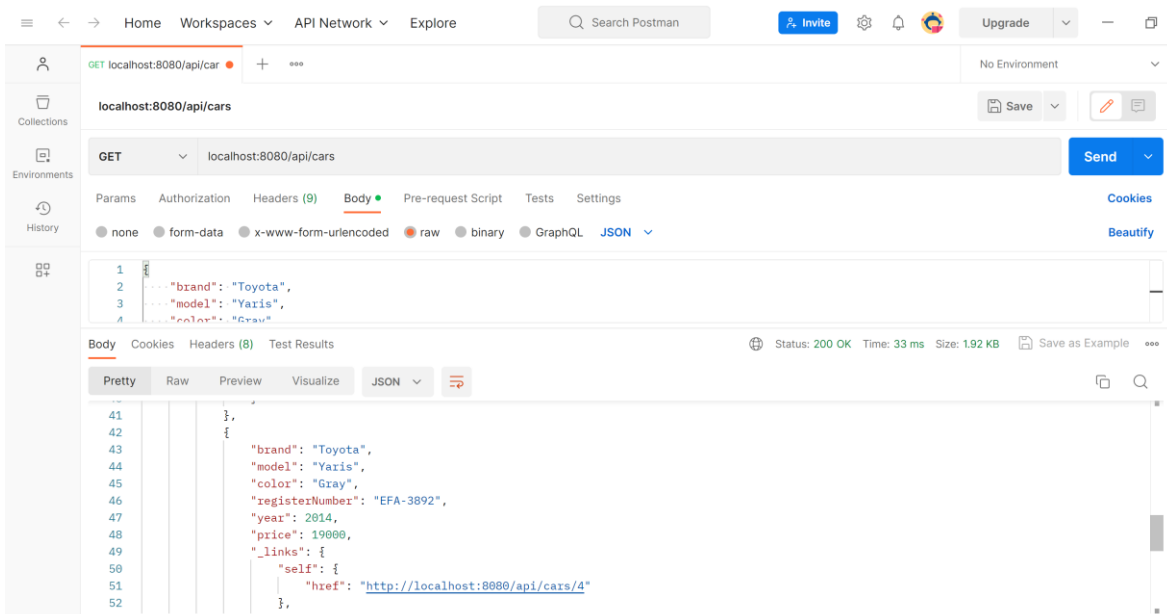 Home Workspaces API Network Explore Search Postman Invite Upgrade
GET localhost:8080/api/car No Environment
localhost:8080/api/cars Save
Collections
GET localhost:8080/api/cars Send
Environments
Params Authorization Headers (9) Body Pre-request Script Tests Settings Cookies
History
none form-data x-www-form-urlencoded raw binary GraphQL JSON Beautify
1 {
2 "brand": "Toyota",
3 "model": "Yaris",
4 "color": "Gray"
Body Cookies Headers (8) Test Results Status: 200 OK Time: 33 ms Size: 1.92 KB Save as Example
Pretty Raw Preview Visualize JSON
41 },
42 {
43 "brand": "Toyota",
44 "model": "Yaris",
45 "color": "Gray",
46 "registerNumber": "EFA-3892",
47 "year": 2014,
48 "price": 19000,
49 "_links": {
50 "self": {
51 "href": "http://localhost:8080/api/cars/4"
52 },